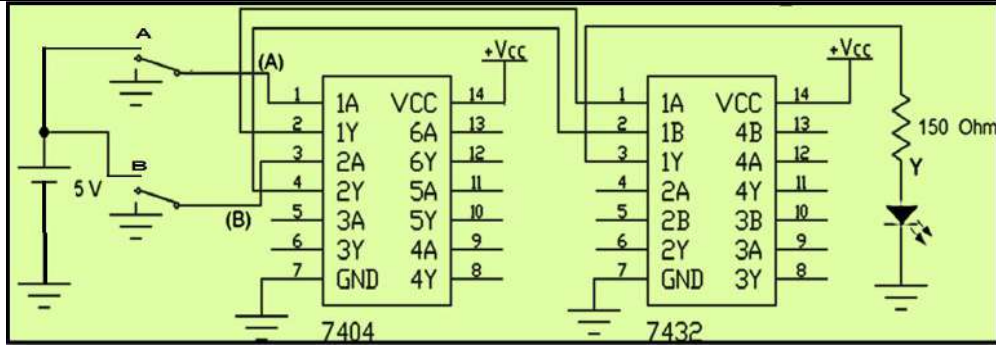 A
(A)
B
(B)
5 V
+Vcc
1 1A VCC 14
2 1Y 6A 13
3 2A 6Y 12
4 2Y 5A 11
5 3A 5Y 10
6 3Y 4A 9
7 GND 4Y 8
7404
+Vcc
1 1A VCC 14
2 1B 4B 13
3 1Y 4A 12
4 2A 4Y 11
5 2B 3B 10
6 2Y 3A 9
7 GND 3Y 8
7432
150 Ohm
Y